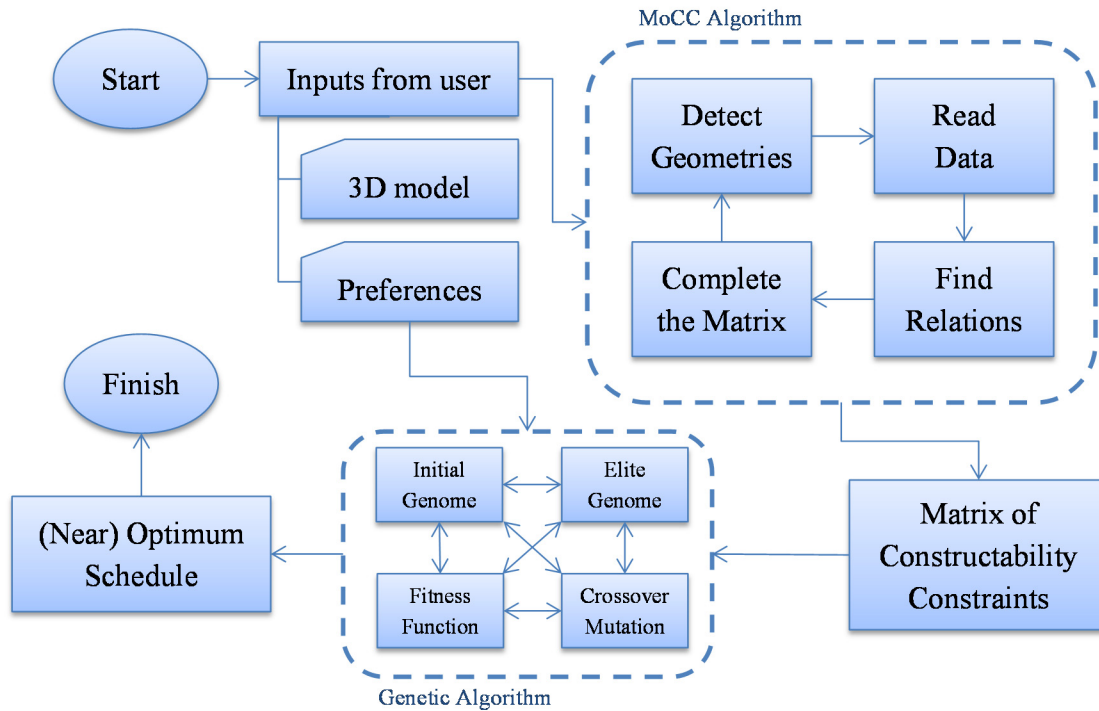 MoCC Algorithm
Start
Inputs from user
3D model
Preferences
Detect
Geometries
Read
Data
Complete
the Matrix
Find
Relations
Finish
(Near) Optimum
Schedule
Initial
Genome
Elite
Genome
Fitness
Function
Crossover
Mutation
Genetic Algorithm
Matrix of
Constructability
Constraints